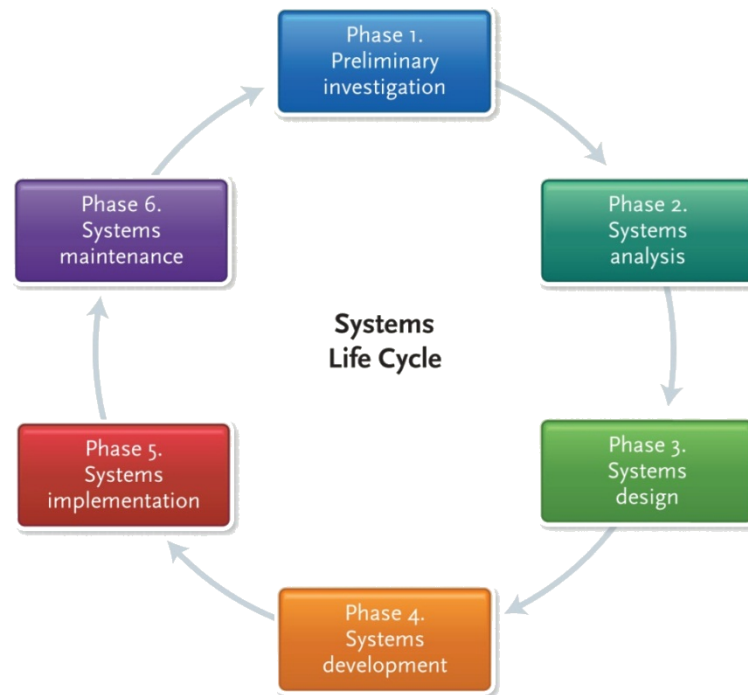 Phase 1.
Preliminary
investigation
Phase 2.
Systems
analysis
Phase 3.
Systems
design
Phase 4.
Systems
development
Phase 5.
Systems
implementation
Phase 6.
Systems
maintenance
Systems
Life Cycle